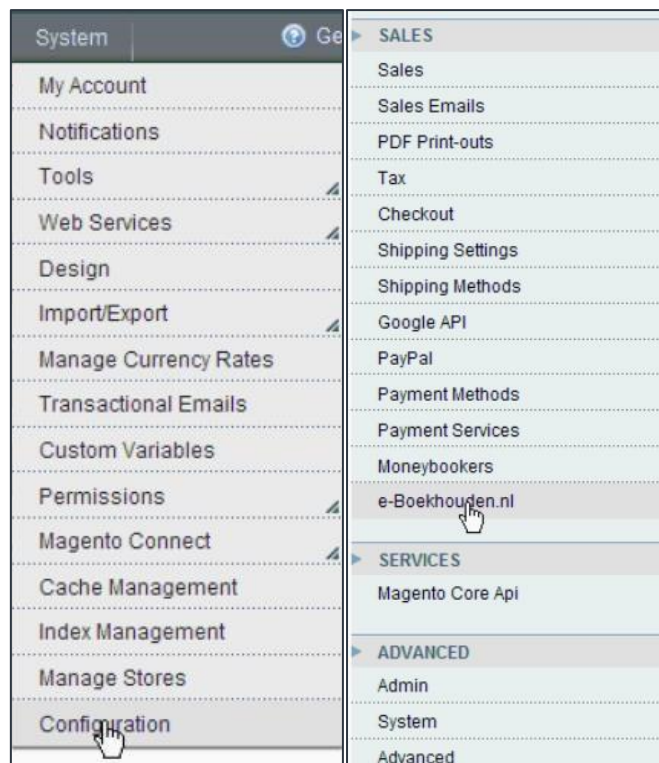 System
Ge
My Account
Notifications
Tools
Web Services
Design
Import/Export
Manage Currency Rates
Transactional Emails
Custom Variables
Permissions
Magento Connect
Cache Management
Index Management
Manage Stores
Configuration
SALES
Sales
Sales Emails
PDF Print-outs
Tax
Checkout
Shipping Settings
Shipping Methods
Google API
PayPal
Payment Methods
Payment Services
Moneybookers
e-Boekhouden.nl
SERVICES
Magento Core Api
ADVANCED
Admin
System
Advanced